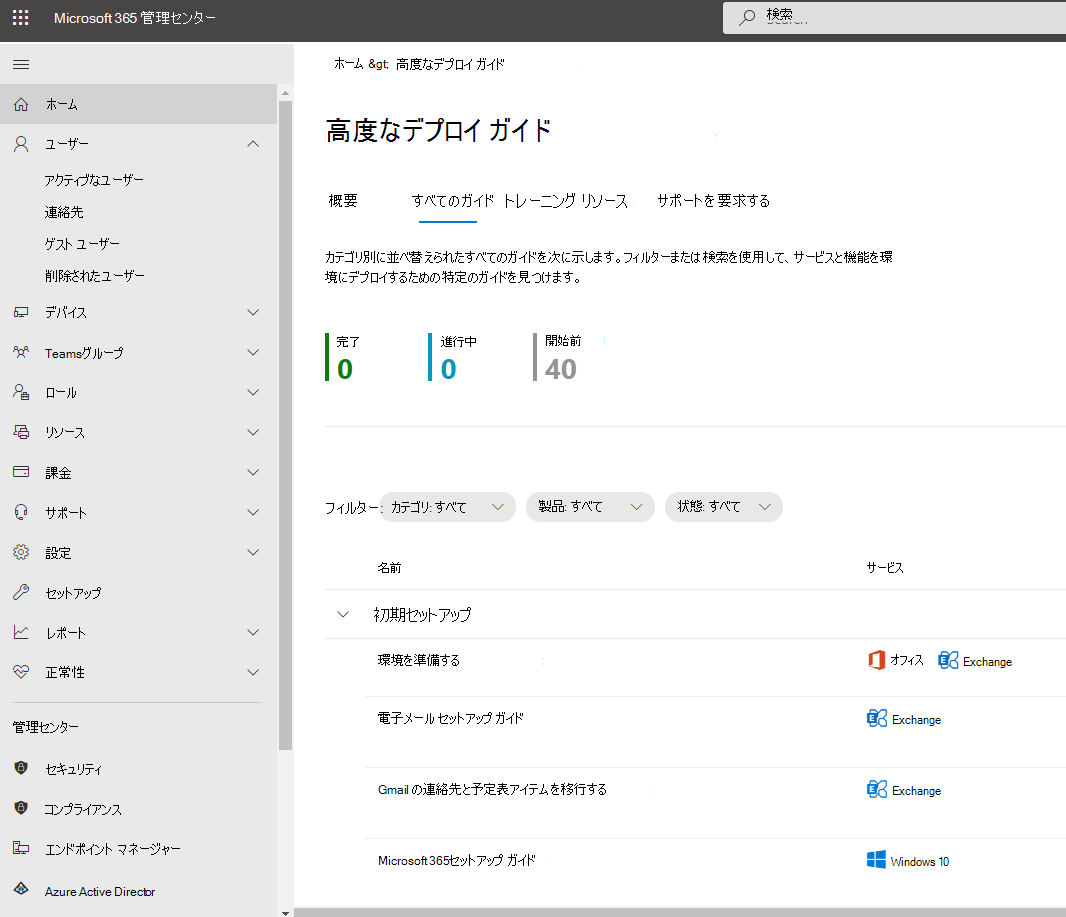 Microsoft 365 管理センター
検索
ホーム &gt; 高度なデプロイ ガイド
ホーム
ユーザー
アクティブなユーザー
連絡先
ゲスト ユーザー
削除されたユーザー
デバイス
Teamsグループ
ロール
リソース
課金
サポート
設定
セットアップ
レポート
正常性
管理センター
セキュリティ
コンプライアンス
エンドポイント マネージャー
Azure Active Director
高度なデプロイ ガイド
概要 すべてのガイド トレーニング リソース サポートを要求する
カテゴリ別に並べ替えられたすべてのガイドを次に示します。フィルターまたは検索を使用して、サービスと機能を環
境にデプロイするための特定のガイドを見つけます。
完了 進行中 開始前
0 0 40
フィルター: カテゴリ: すべて 製品: すべて 状態: すべて
名前 サービス
初期セットアップ
環境を準備する オフィス Exchange
電子メール セットアップ ガイド Exchange
Gmail の連絡先と予定表アイテムを移行する Exchange
Microsoft365セットアップ ガイド Windows 10